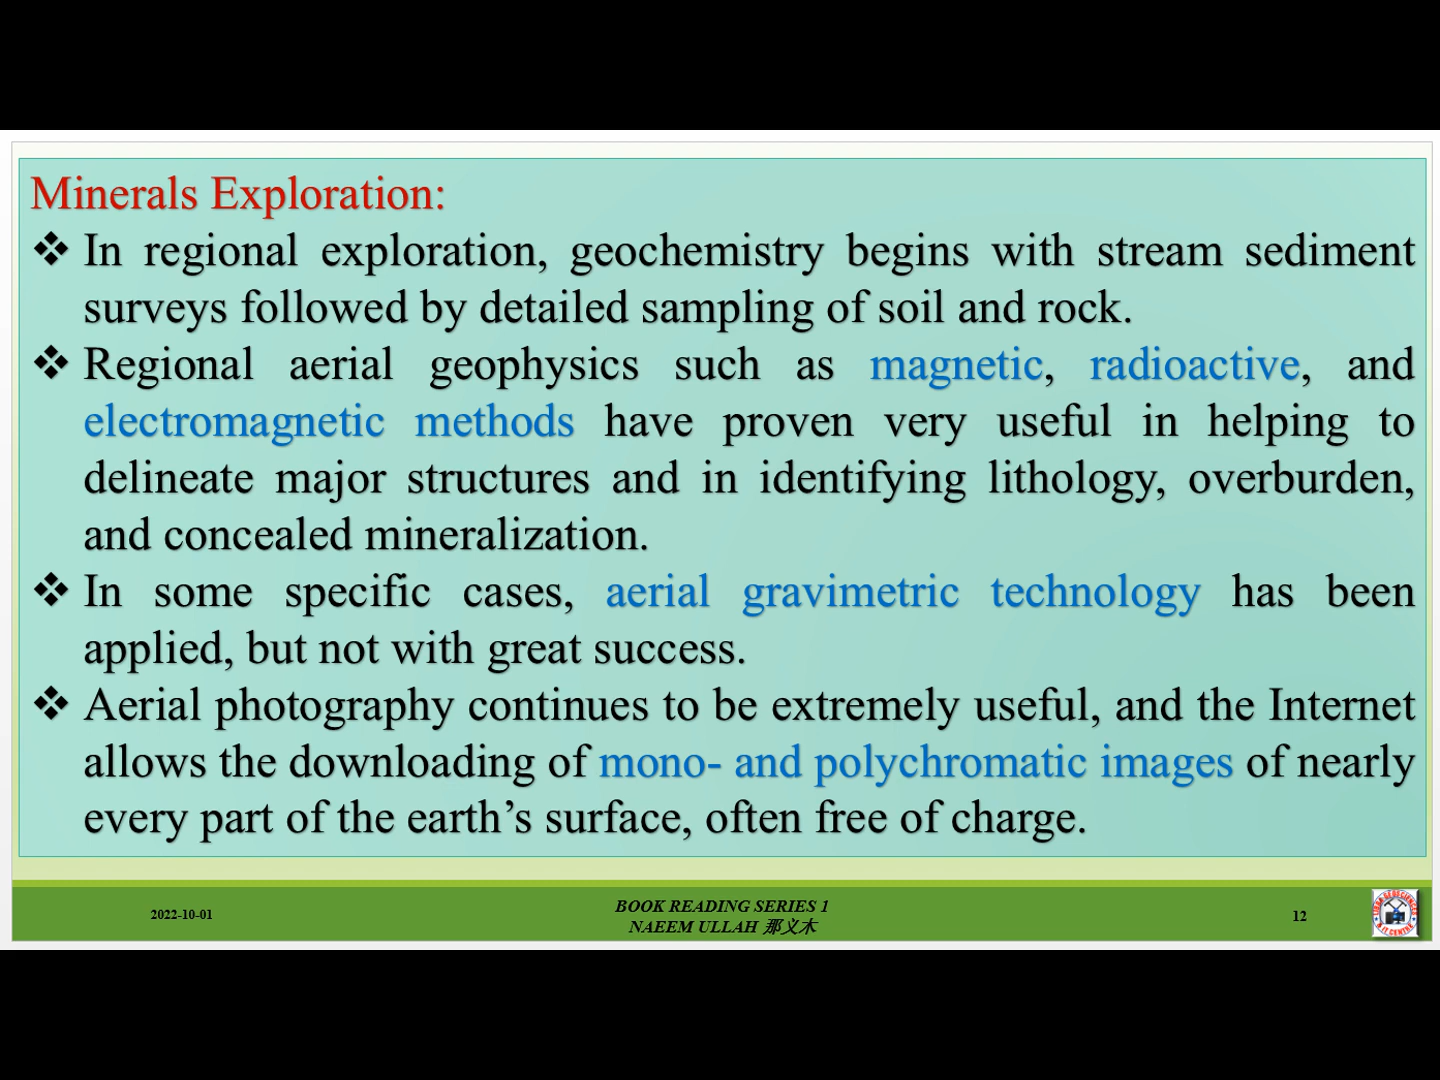 Minerals Exploration:
❖ In regional exploration, geochemistry begins with stream sediment
surveys followed by detailed sampling of soil and rock.
❖ Regional aerial geophysics such as magnetic, radioactive, and
electromagnetic methods have proven very useful in helping to
delineate major structures and in identifying lithology, overburden,
and concealed mineralization.
❖ In some specific cases, aerial gravimetric technology has been
applied, but not with great success.
❖ Aerial photography continues to be extremely useful, and the Internet
allows the downloading of mono- and polychromatic images of nearly
every part of the earth’s surface, often free of charge.
2022-10-01
BOOK READING SERIES 1
NAEEM ULLAH 那义木
12